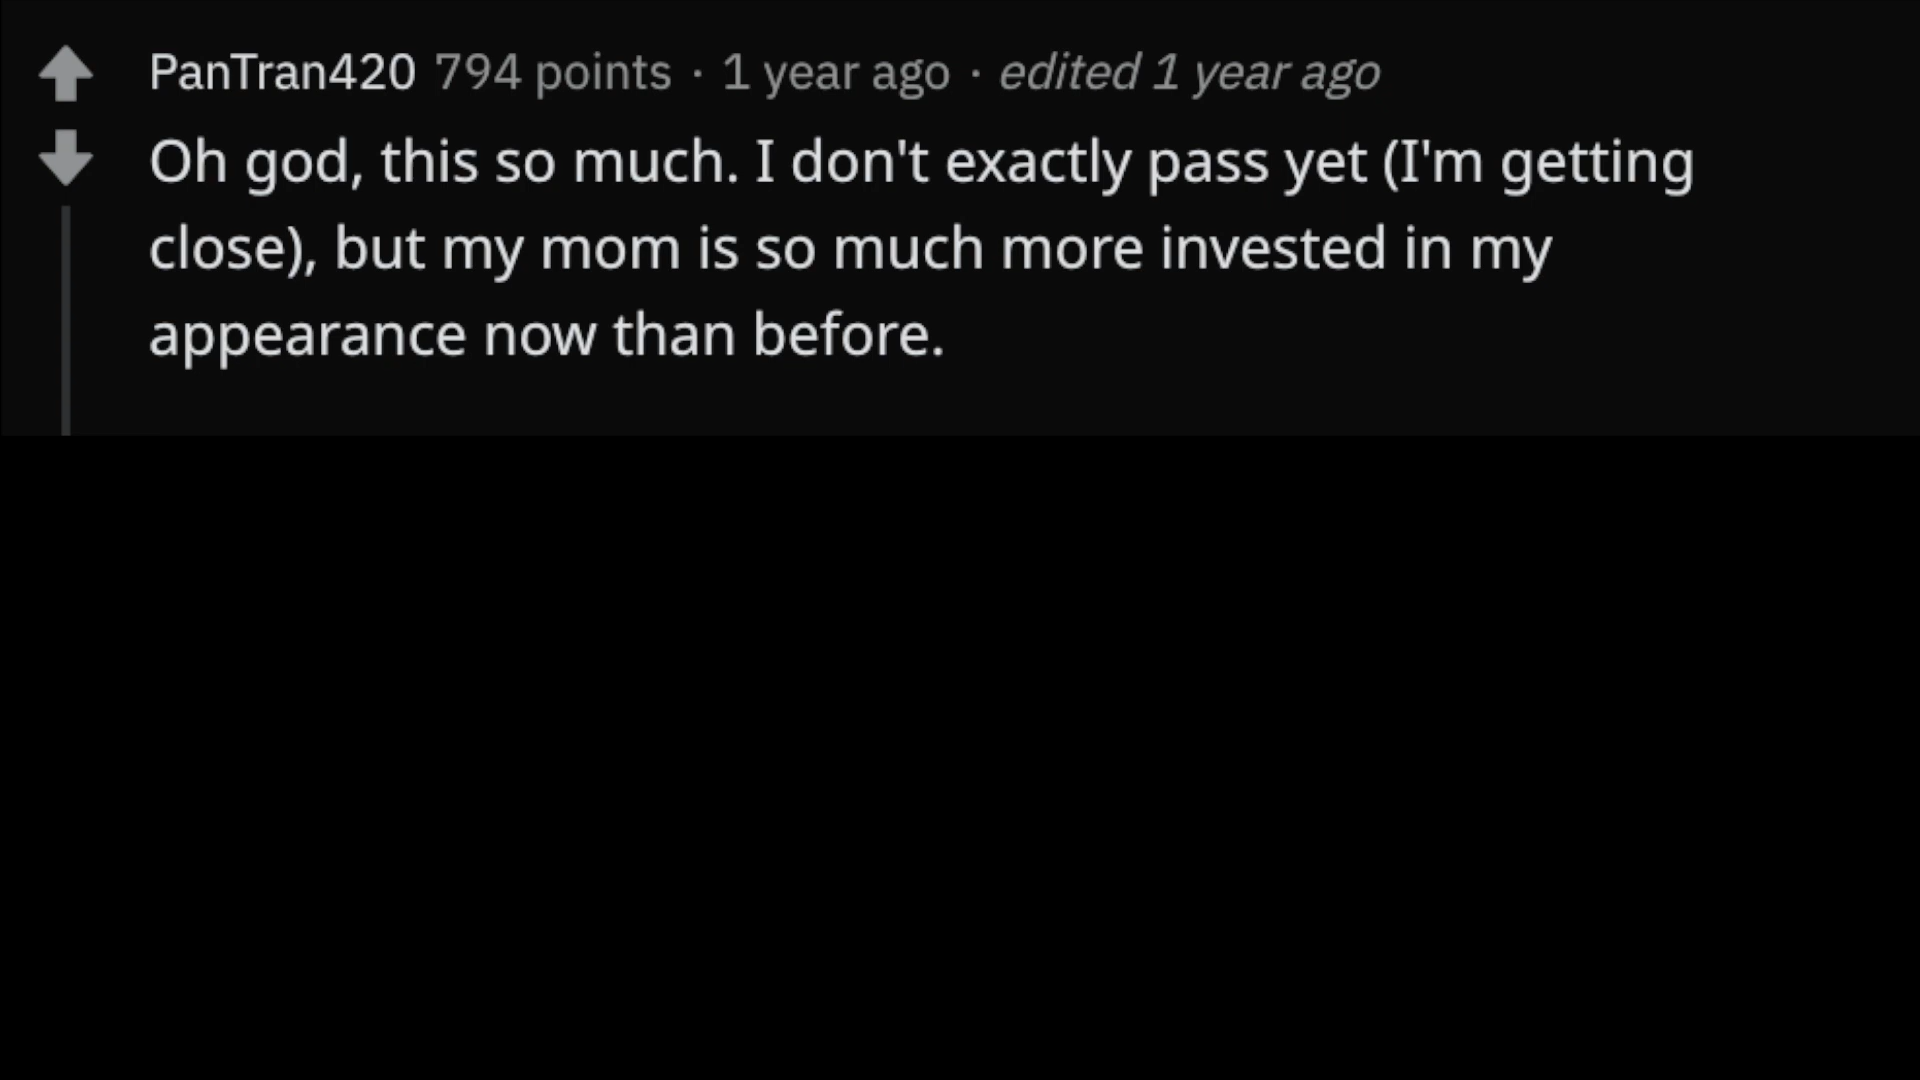 PanTran420 794 points · 1 year ago · edited 1 year ago
Oh god, this so much. I don't exactly pass yet (I'm getting
close), but my mom is so much more invested in my
appearance now than before.